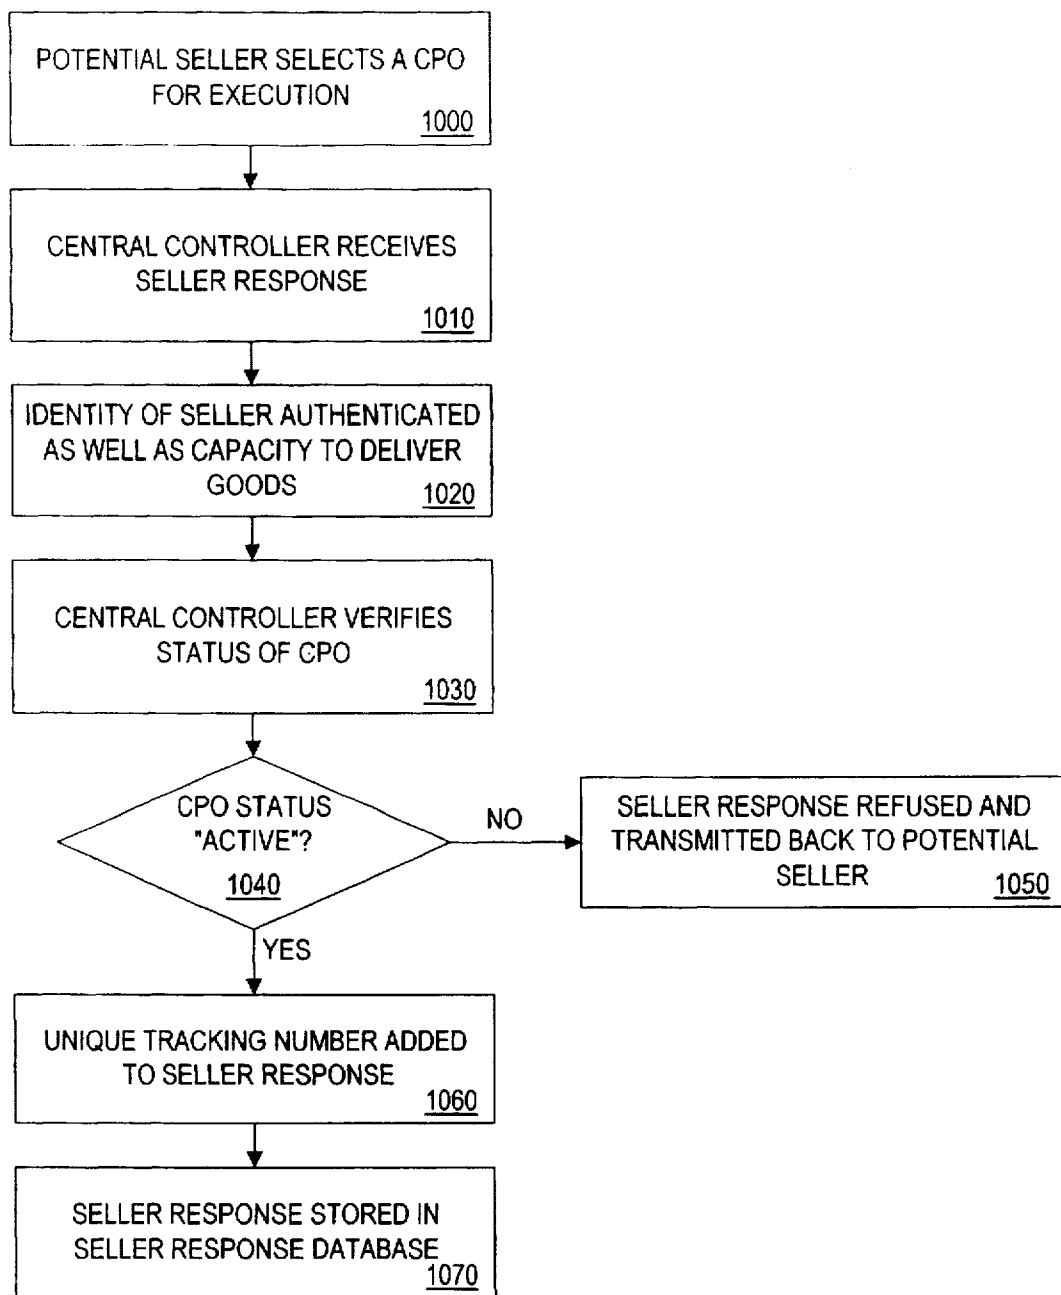 POTENTIAL SELLER SELECTS A CPO
FOR EXECUTION
1000
CENTRAL CONTROLLER RECEIVES
SELLER RESPONSE
1010
IDENTITY OF SELLER AUTHENTICATED
AS WELL AS CAPACITY TO DELIVER
GOODS
1020
CENTRAL CONTROLLER VERIFIES
STATUS OF CPO
1030
CPO STATUS
"ACTIVE"?
1040
NO
SELLER RESPONSE REFUSED AND
TRANSMITTED BACK TO POTENTIAL
SELLER
1050
YES
UNIQUE TRACKING NUMBER ADDED
TO SELLER RESPONSE
1060
SELLER RESPONSE STORED IN
SELLER RESPONSE DATABASE
1070